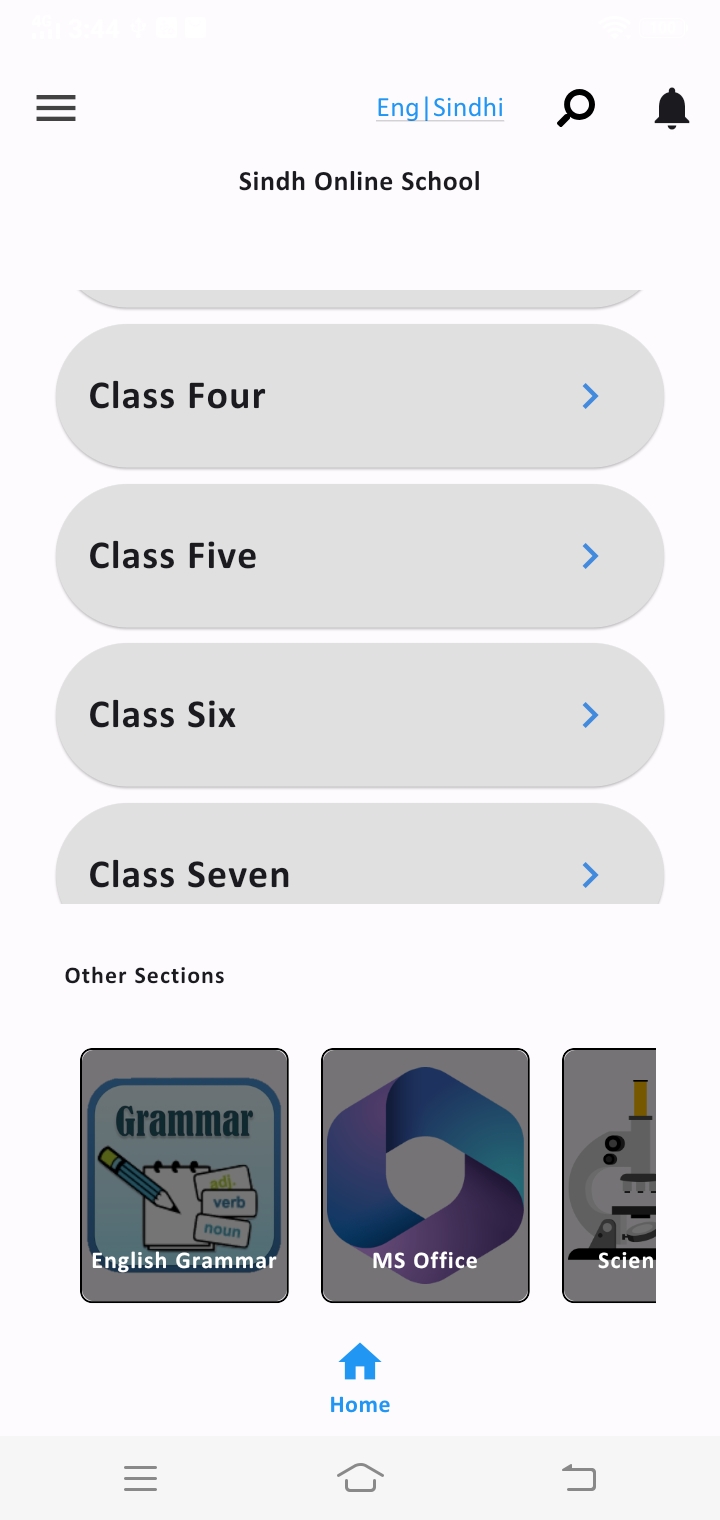 Eng|Sindhi
Sindh Online School
Class Four
Class Five
Class Six
Class Seven
Other Sections
Grammar
adj.
verb
noun
English Grammar
MS Office
Scien
Home